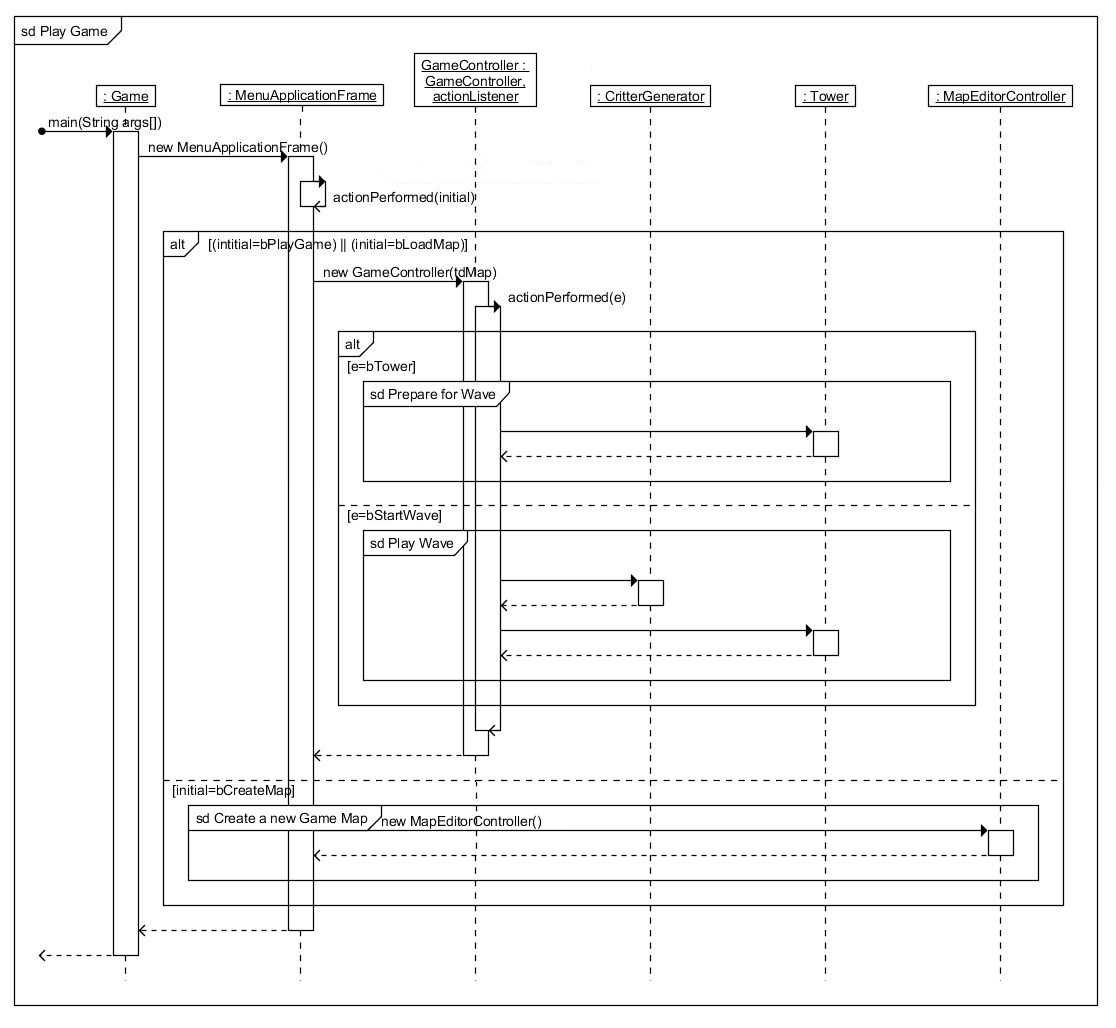 sd Play Game
: Game
: MenuApplicationFrame
GameController :
GameController,
actionListener
: CritterGenerator
: Tower
: MapEditorController
main(String args[])
new MenuApplicationFrame()
actionPerformed(initial)
alt
[(intitial=bPlayGame) || (initial=bLoadMap)]
new GameController(tdMap)
actionPerformed(e)
alt
[e=bTower]
sd Prepare for Wave
[e=bStartWave]
sd Play Wave
[initial=bCreateMap]
sd Create a new Game Map
new MapEditorController()